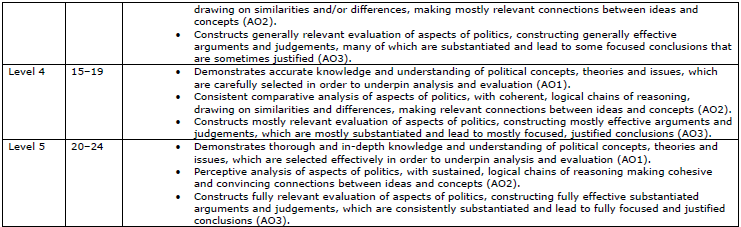 drawing on similarities and/or differences, making mostly relevant connections between ideas and
concepts (AO2).
• Constructs generally relevant evaluation of aspects of politics, constructing generally effective
arguments and judgements, many of which are substantiated and lead to some focused conclusions that
are sometimes justified (AO3).
Level 4 15–19 • Demonstrates accurate knowledge and understanding of political concepts, theories and issues, which
are carefully selected in order to underpin analysis and evaluation (AO1).
• Consistent comparative analysis of aspects of politics, with coherent, logical chains of reasoning,
drawing on similarities and differences, making relevant connections between ideas and concepts (AO2).
• Constructs mostly relevant evaluation of aspects of politics, constructing mostly effective arguments and
judgements, which are mostly substantiated and lead to mostly focused, justified conclusions (AO3).
Level 5 20–24 • Demonstrates thorough and in-depth knowledge and understanding of political concepts, theories and
issues, which are selected effectively in order to underpin analysis and evaluation (AO1).
• Perceptive analysis of aspects of politics, with sustained, logical chains of reasoning making cohesive
and convincing connections between ideas and concepts (AO2).
• Constructs fully relevant evaluation of aspects of politics, constructing fully effective substantiated
arguments and judgements, which are consistently substantiated and lead to fully focused and justified
conclusions (AO3).